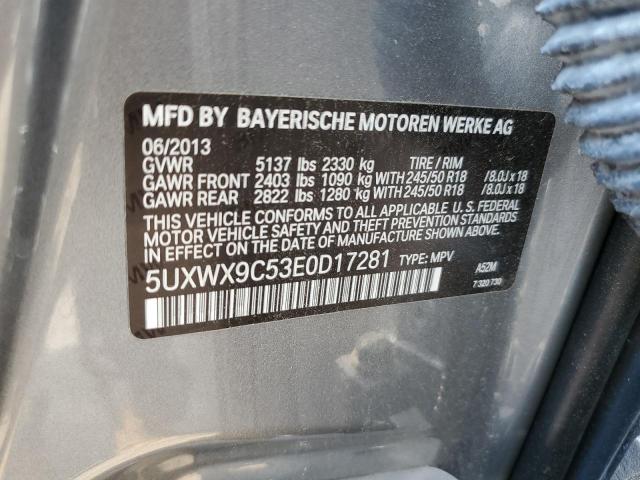 MFD BY BAYERISCHE MOTOREN WERKE AG
06/2013
GVWR 5137 lbs 2330 kg TIRE / RIM
GAWR FRONT 2403 lbs 1090 kg WITH 245/50 R18 /8.0J x 18
GAWR REAR 2822 lbs 1280 kg WITH 245/50 R18 /8.0J x 18
THIS VEHICLE CONFORMS TO ALL APPLICABLE U. S. FEDERAL
MOTOR VEHICLE SAFETY, BUMPER, AND THEFT PREVENTION STANDARDS
IN EFFECT ON THE DATE OF MANUFACTURE SHOWN ABOVE.
5UXWX9C53E0D17281 TYPE: MPV A52M
7 320 730